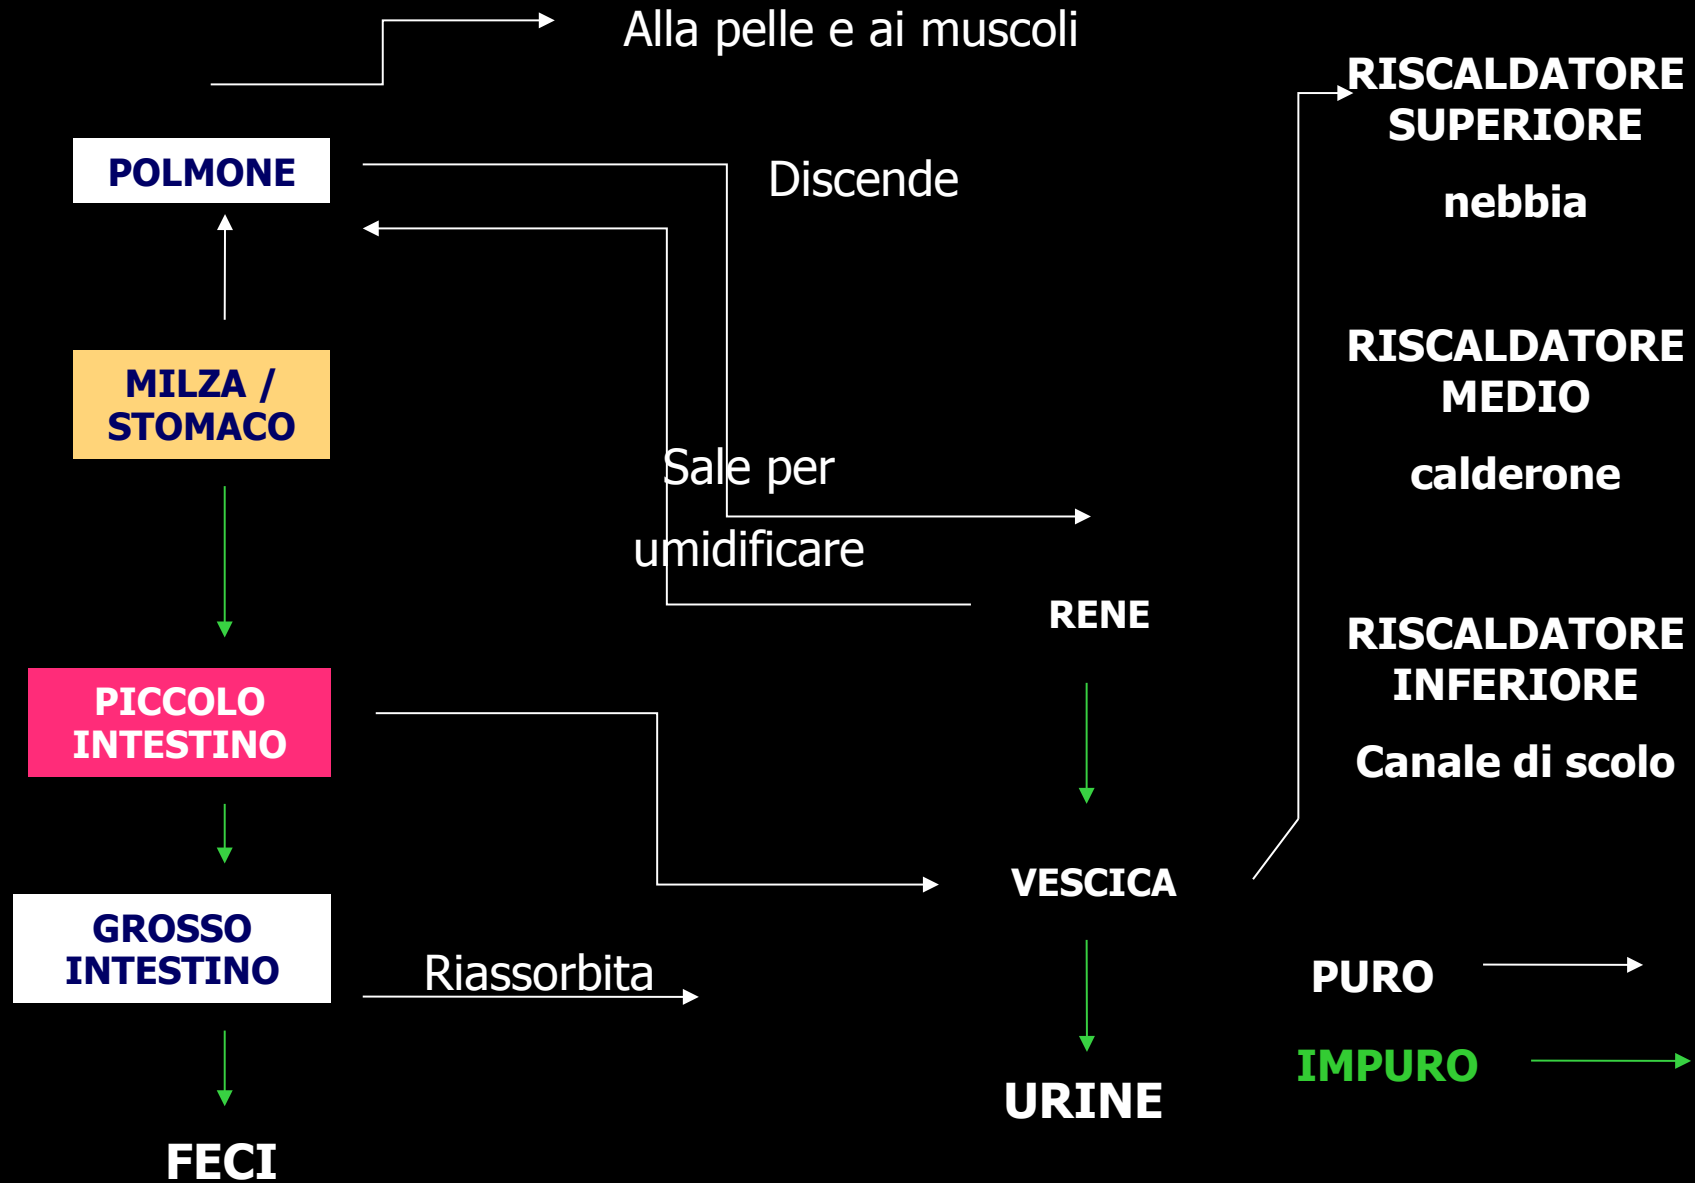 Alla pelle e ai muscoli
POLMONE
Discende
MILZA /
STOMACO
Sale per
umidificare
RENE
PICCOLO
INTESTINO
VESCICA
GROSSO
INTESTINO
Riassorbita
URINE
FECI
RISCALDATORE
SUPERIORE
nebbia
RISCALDATORE
MEDIO
calderone
RISCALDATORE
INFERIORE
Canale di scolo
PURO
IMPURO